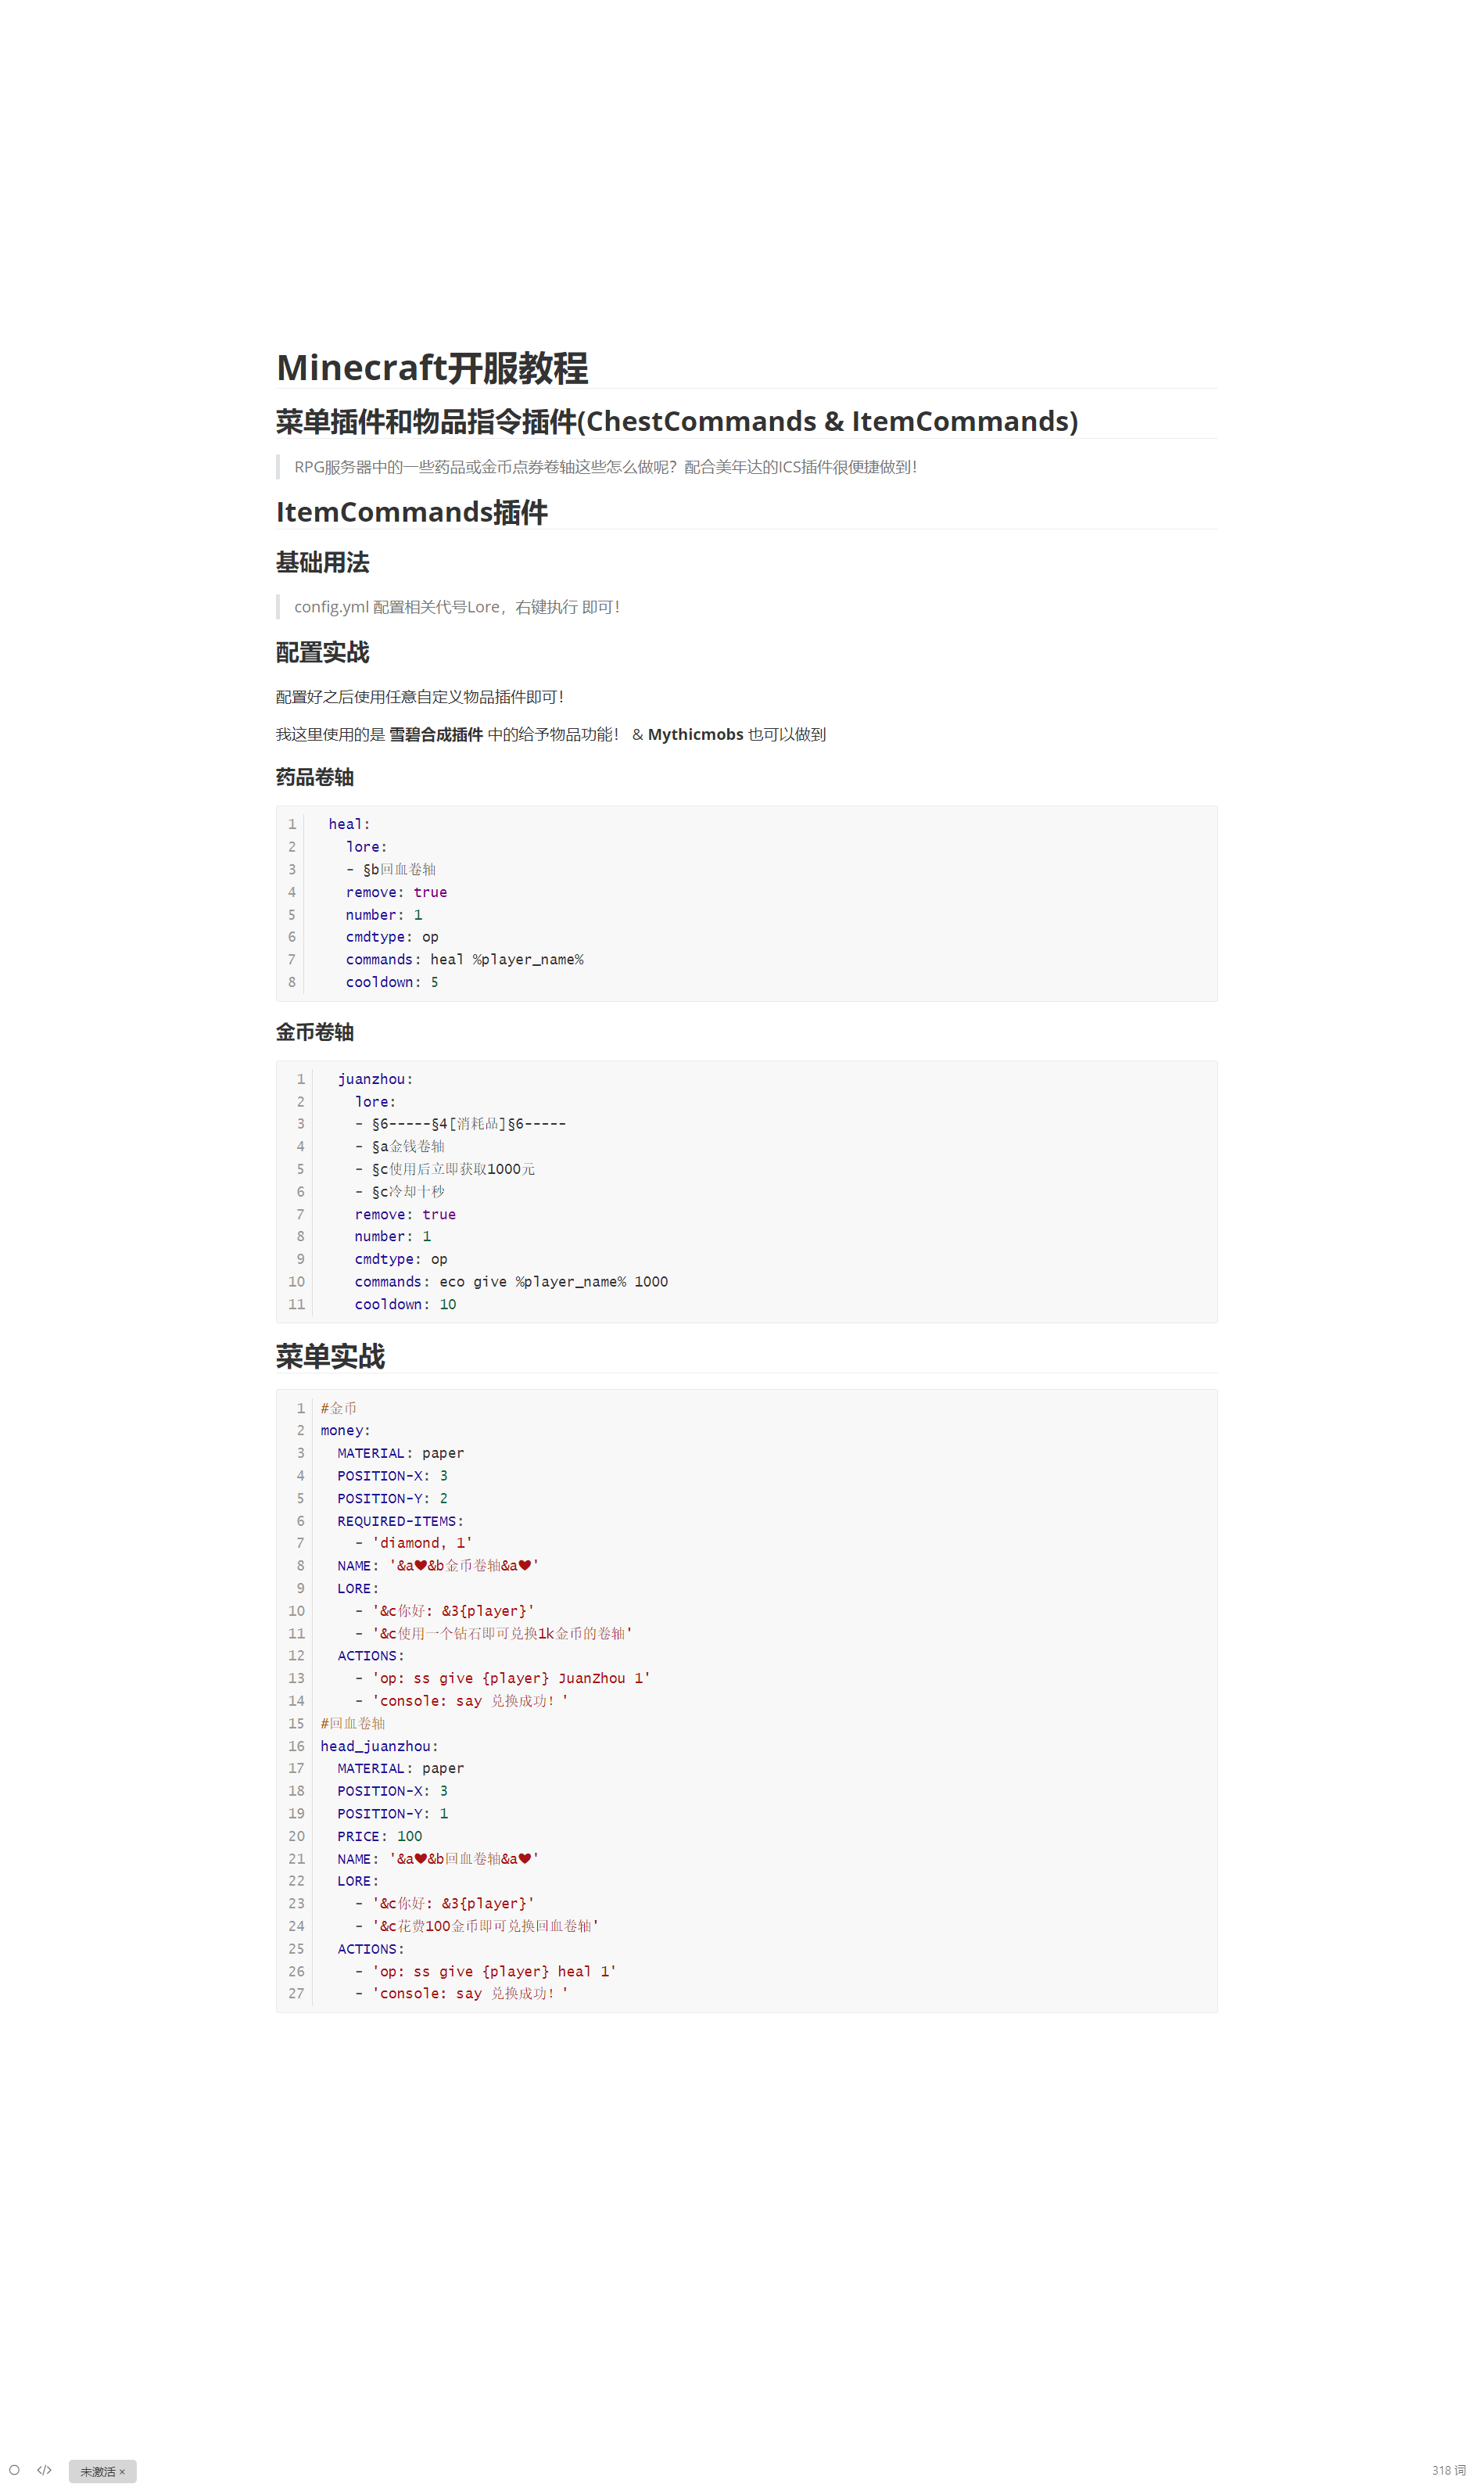 Minecraft开服教程
菜单插件和物品指令插件(ChestCommands & ItemCommands)
RPG服务器中的一些药品或金币点券卷轴这些怎么做呢？配合美年达的ICS插件很便捷做到！
ItemCommands插件
基础用法
config.yml 配置相关代号Lore，右键执行 即可！
配置实战
配置好之后使用任意自定义物品插件即可！
我这里使用的是 雪碧合成插件 中的给予物品功能！ & Mythicmobs 也可以做到
药品卷轴
1 heal:
2 lore:
3 - §b回血卷轴
4 remove: true
5 number: 1
6 cmdtype: op
7 commands: heal %player_name%
8 cooldown: 5
金币卷轴
1 juanzhou:
2 lore:
3 - §6-----§4[消耗品]§6-----
4 - §a金钱卷轴
5 - §c使用后立即获取1000元
6 - §c冷却十秒
7 remove: true
8 number: 1
9 cmdtype: op
10 commands: eco give %player_name% 1000
11 cooldown: 10
菜单实战
1 #金币
2 money:
3 MATERIAL: paper
4 POSITION-X: 3
5 POSITION-Y: 2
6 REQUIRED-ITEMS:
7 - 'diamond, 1'
8 NAME: '&a❤&b金币卷轴&a❤'
9 LORE:
10 - '&c你好: &3{player}'
11 - '&c使用一个钻石即可兑换1k金币的卷轴'
12 ACTIONS:
13 - 'op: ss give {player} JuanZhou 1'
14 - 'console: say 兑换成功！'
15 #回血卷轴
16 head_juanzhou:
17 MATERIAL: paper
18 POSITION-X: 3
19 POSITION-Y: 1
20 PRICE: 100
21 NAME: '&a❤&b回血卷轴&a❤'
22 LORE:
23 - '&c你好: &3{player}'
24 - '&c花费100金币即可兑换回血卷轴'
25 ACTIONS:
26 - 'op: ss give {player} heal 1'
27 - 'console: say 兑换成功！'
未激活 ×
318 词